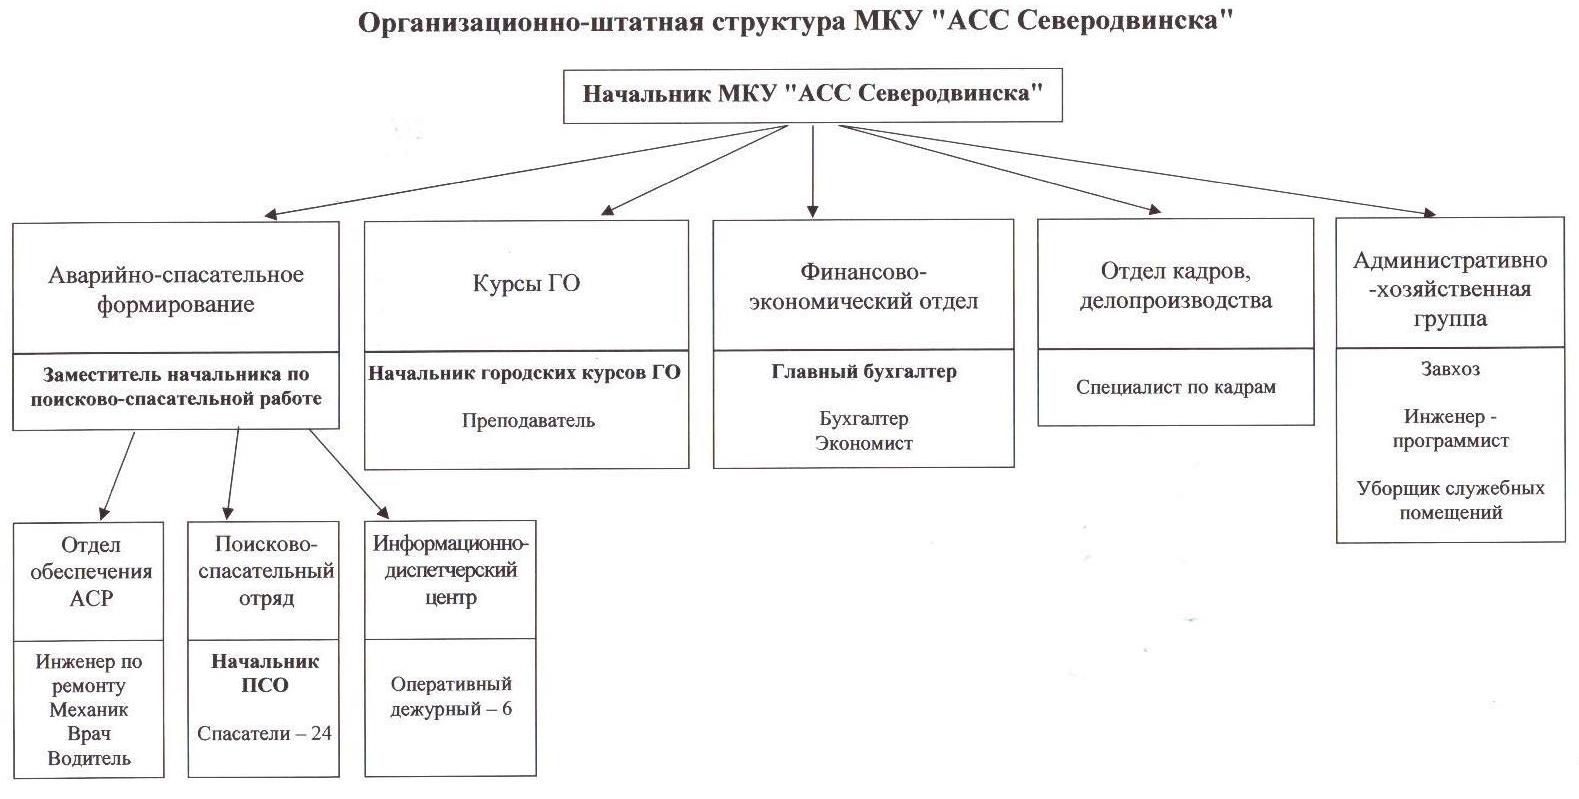 Организационно-штатная структура МКУ "АСС Северодвинска"
Начальник МКУ "АСС Северодвинска"
Аварийно-спасательное
формирование
Заместитель начальника по
поисково-спасательной работе
Курсы ГО
Начальник городских курсов ГО
Преподаватель
Финансово-
экономический отдел
Главный бухгалтер
Бухгалтер
Экономист
Отдел кадров,
делопроизводства
Специалист по кадрам
Административно
-хозяйственная
группа
Завхоз
Инженер -
программист
Уборщик служебных
помещений
Отдел
обеспечения
АСР
Инженер по
ремонту
Механик
Врач
Водитель
Поисково-
спасательный
отряд
Начальник
ПСО
Спасатели – 24
Информационно-
диспетчерский
центр
Оперативный
дежурный – 6